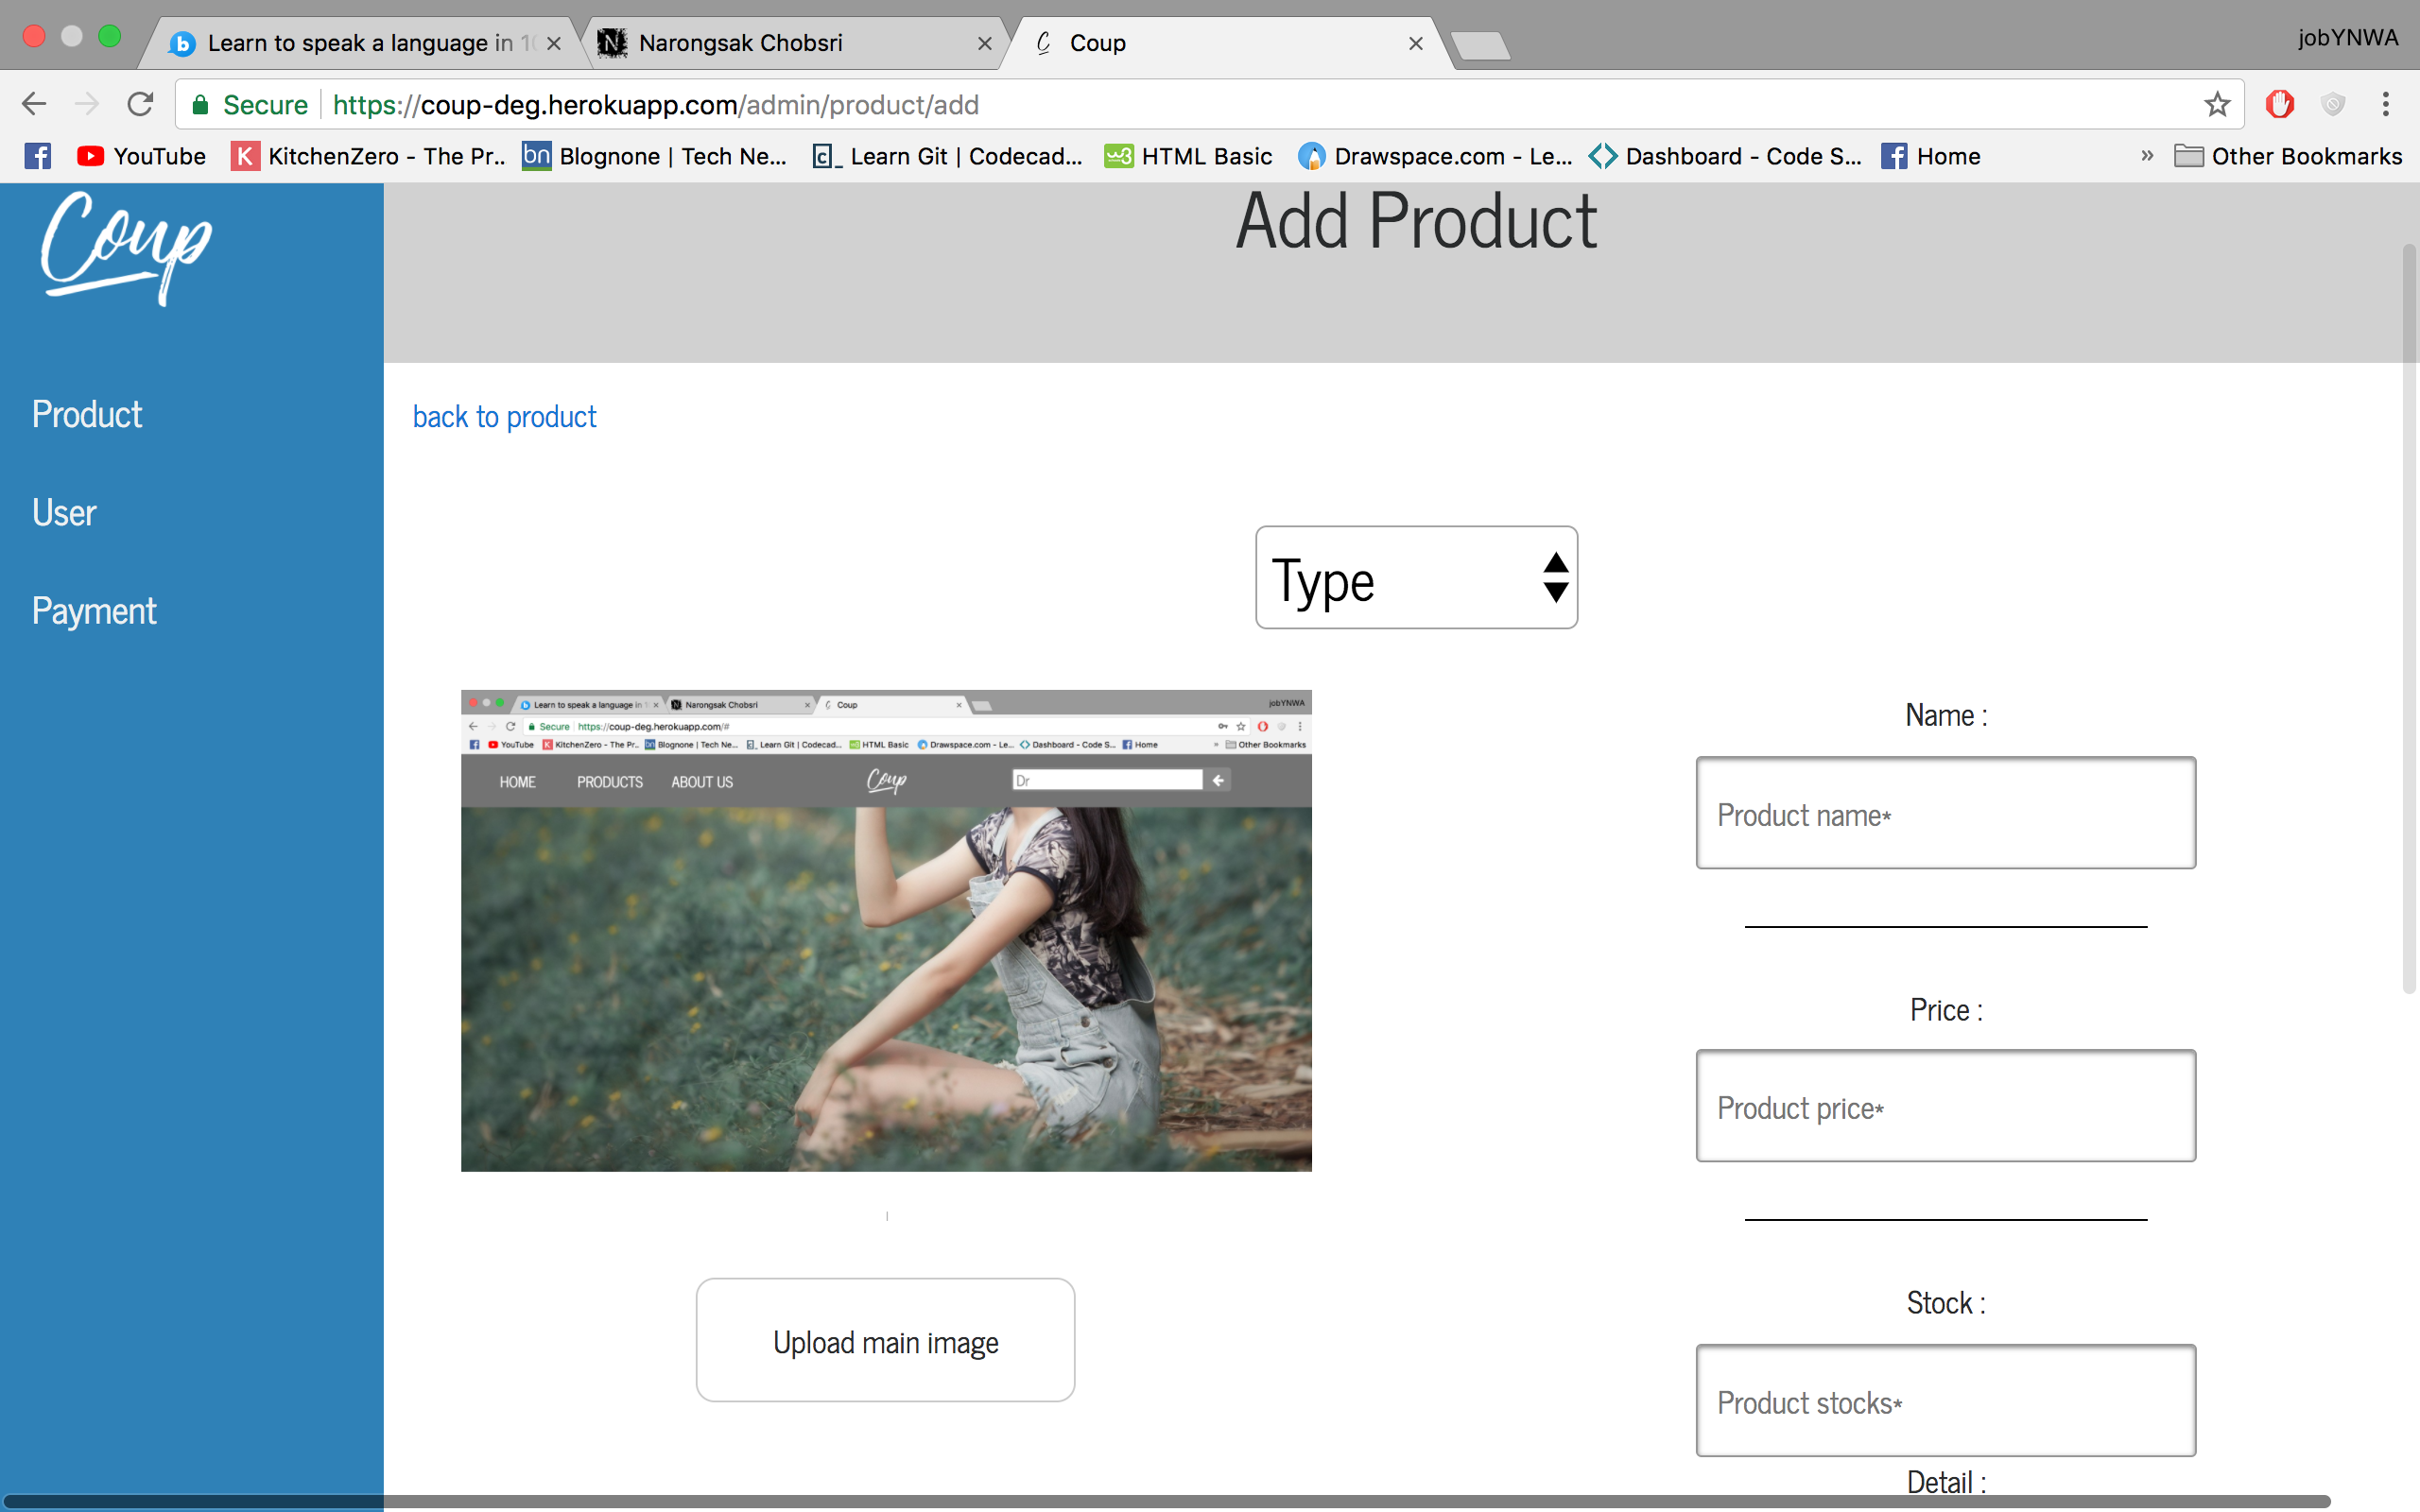 Learn to speak a language in 10
Narongsak Chobsri
Coup
jobYNWA
Secure
https://coup-deg.herokuapp.com/admin/product/add
YouTube
KitchenZero - The Pr..
bn
Blognone | Tech Ne...
Learn Git | Codecad...
HTML Basic
Drawspace.com - Le...
Dashboard - Code S...
Home
»
Other Bookmarks
Coup
Add Product
Product
User
Payment
back to product
Type
Learn to speak a language in
Narongsak Chobsri
Coup
jobYNWA
Secure
https://coup-deg.herokuapp.com/#
YouTube
KitchenZero - The Pr..
bn
Blognone | Tech Ne...
Learn Git | Codecad...
HTML Basic
Drawspace.com - Le...
Dashboard - Code S...
Home
»
Other Bookmarks
HOME
PRODUCTS
ABOUT US
Coup
Dr
Upload main image
Name :
Product name*
Price :
Product price*
Stock :
Product stocks*
Detail :